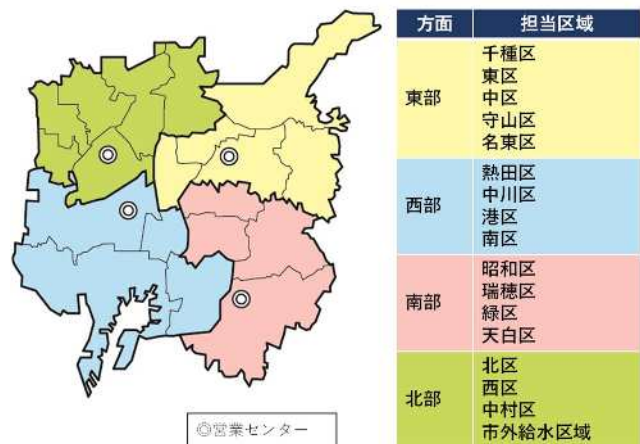 方面 担当区域
東部
千種区
東区
中区
守山区
名東区
西部
熱田区
中川区
港区
南区
南部
昭和区
瑞穂区
緑区
天白区
北部
北区
西区
中村区
市外給水区域
◎営業センター